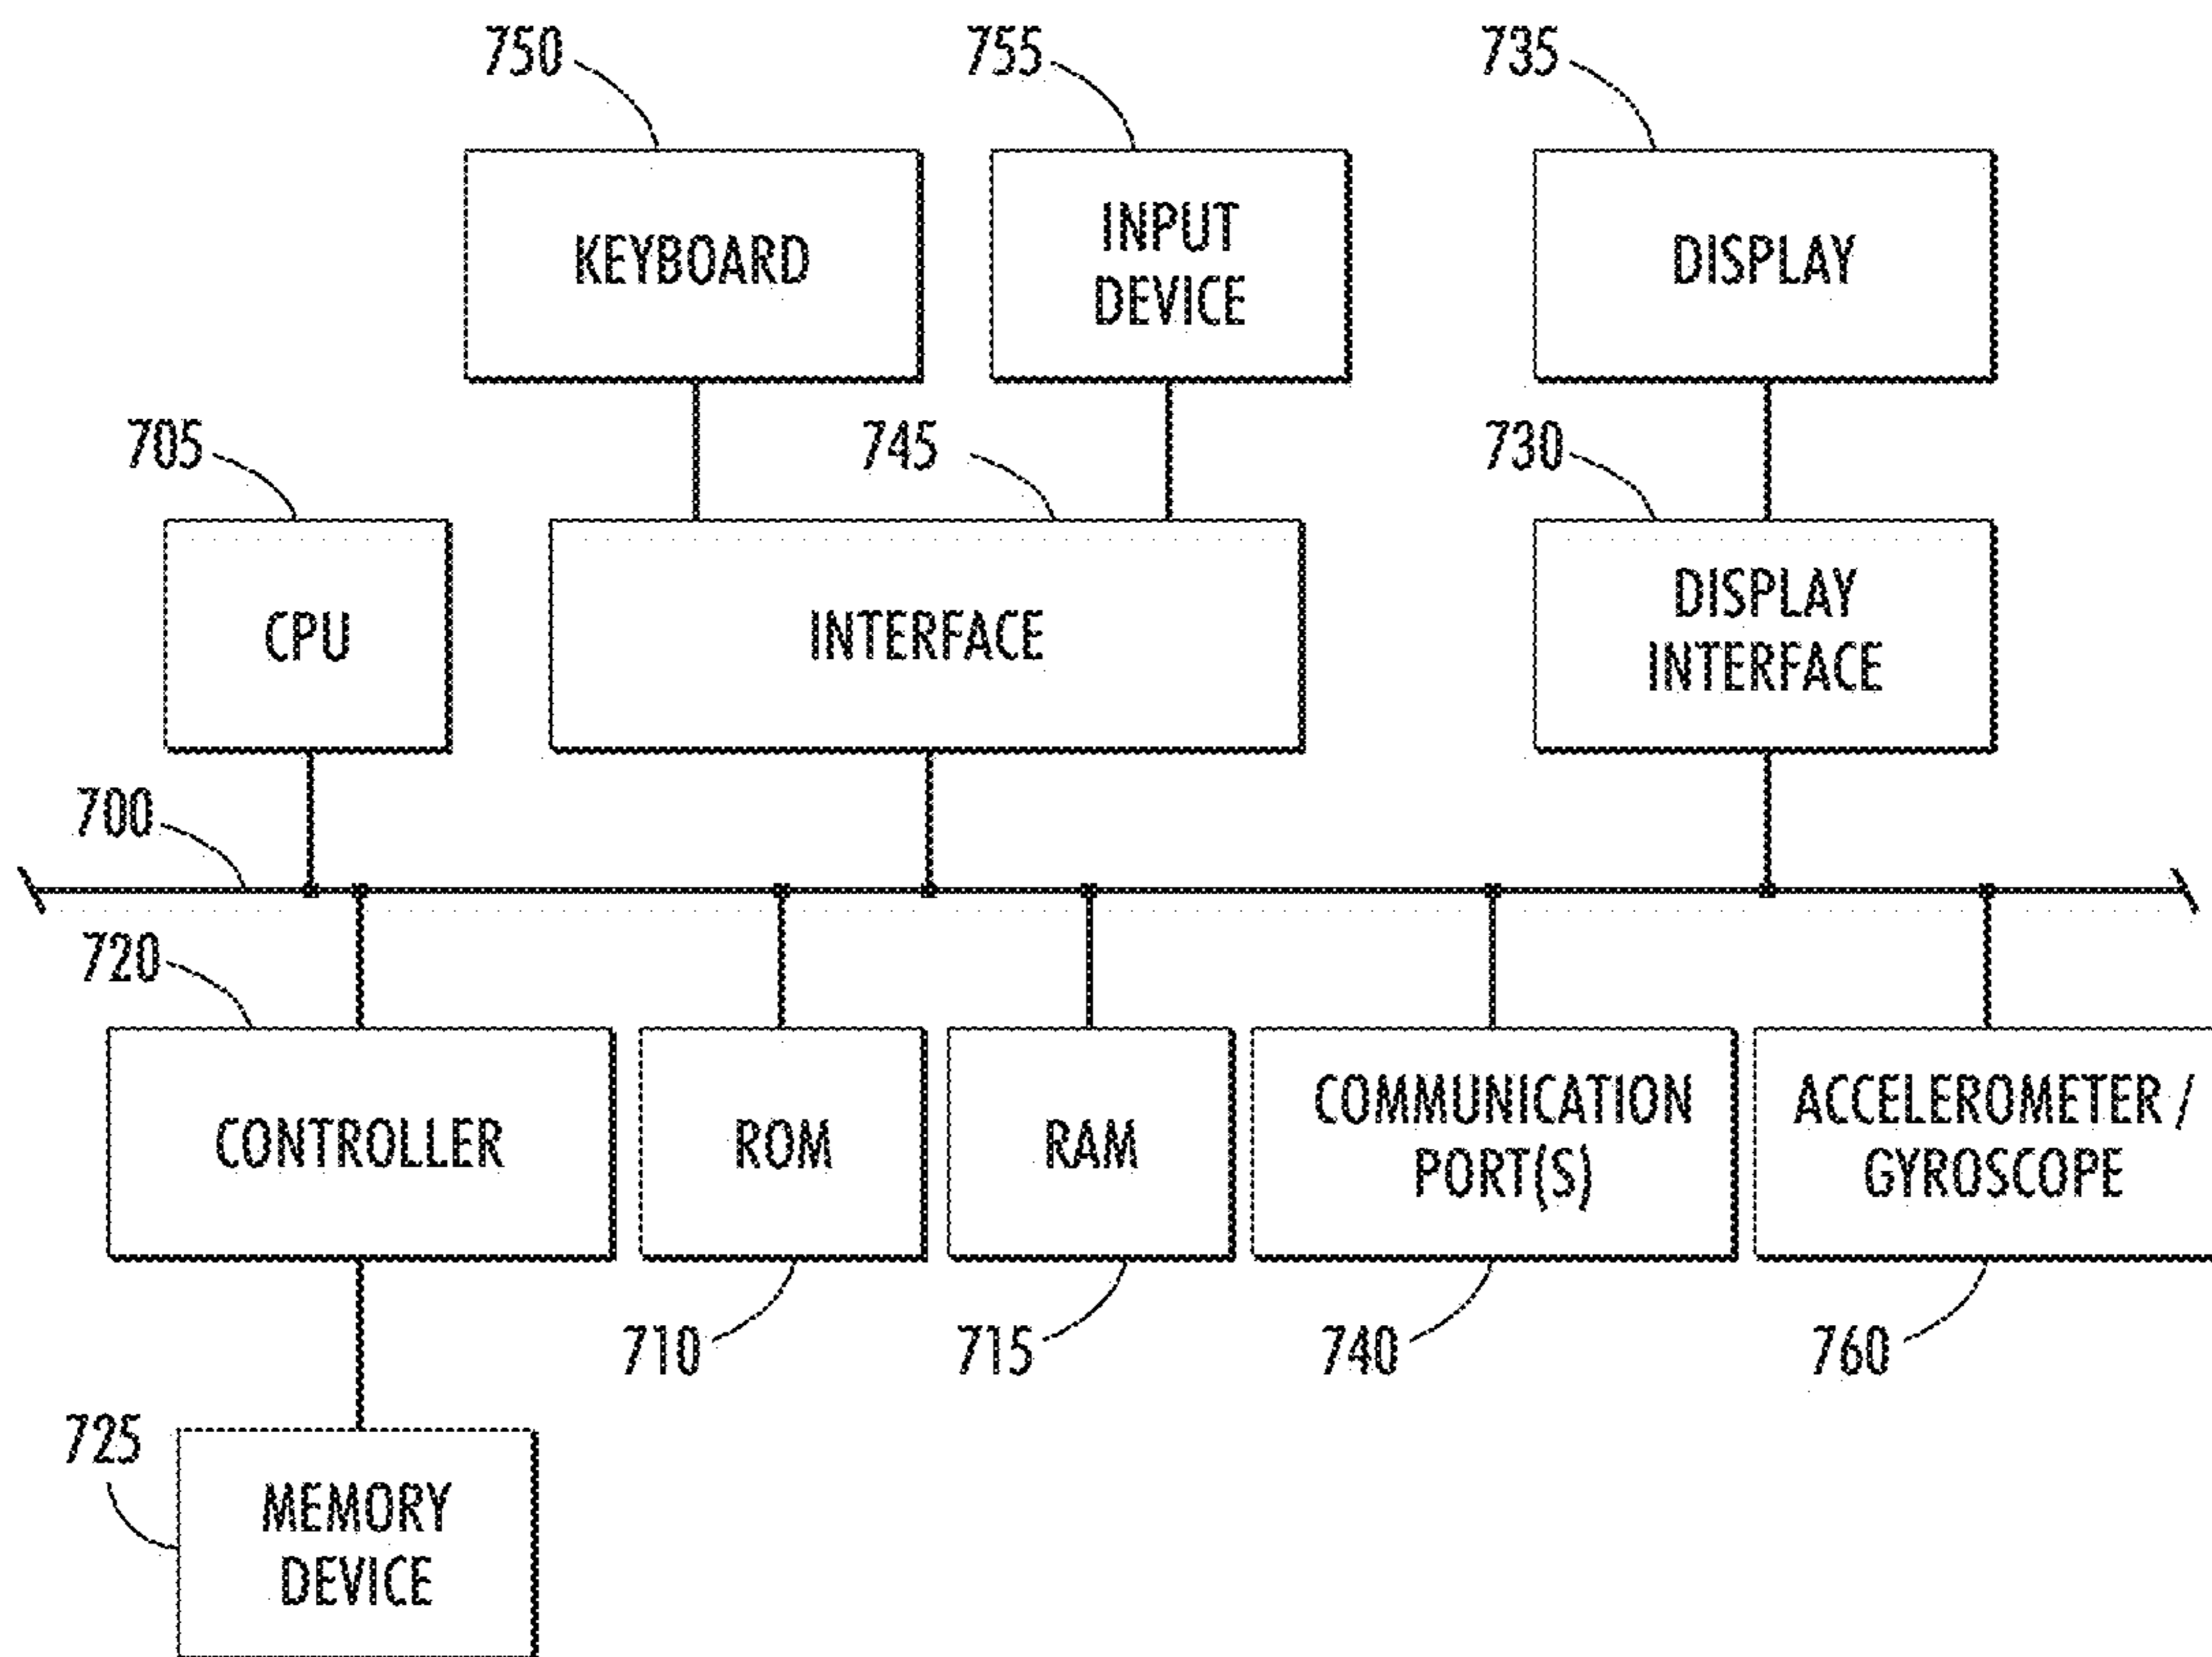 750
755
735
KEYBOARD
INPUT
DEVICE
DISPLAY
705
745
730
CPU
INTERFACE
DISPLAY
INTERFACE
700
720
CONTROLLER
ROM
RAM
COMMUNICATION
PORT(S)
ACCELEROMETER /
GYROSCOPE
710
715
740
760
725
MEMORY
DEVICE